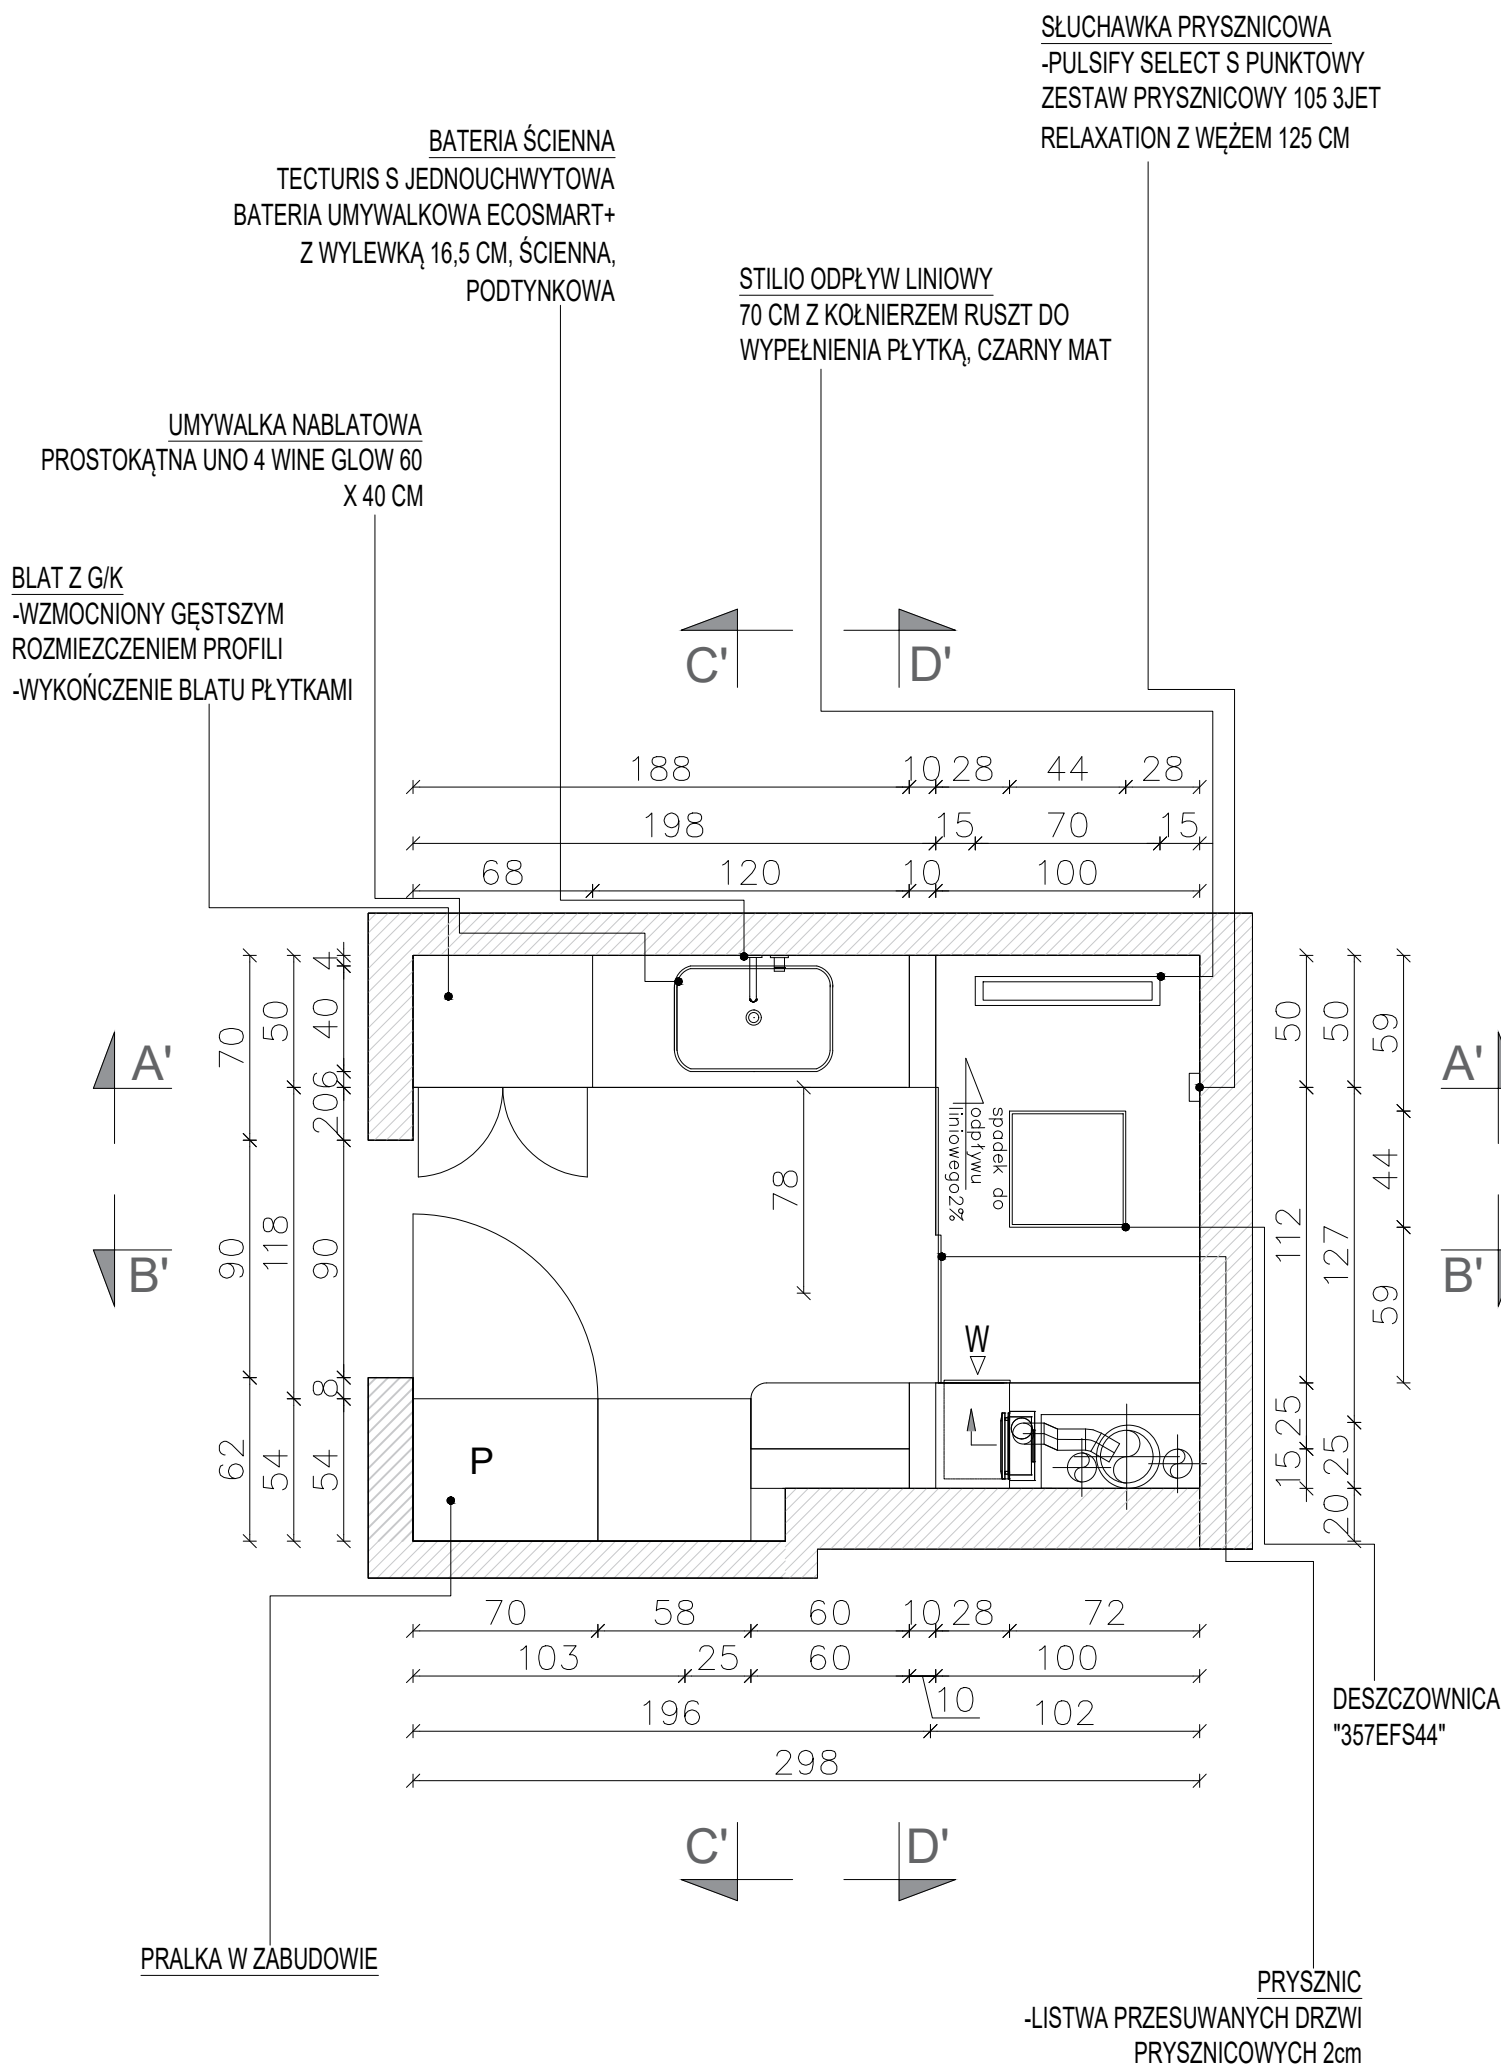 SŁUCHAWKA PRYSZNICOWA
-PULSIFY SELECT S PUNKTOWY
ZESTAW PRYSZNICOWY 105 3JET
RELAXATION Z WĘŻEM 125 CM
BATERIA ŚCIENNA
TECTURIS S JEDNOUCHWYTOWA
BATERIA UMYWALKOWA ECOSMART+
Z WYLEWKĄ 16,5 CM, ŚCIENNA,
PODTYNKOWA
STILIO ODPŁYW LINIOWY
70 CM Z KOŁNIERZEM RUSZT DO
WYPEŁNIENIA PŁYTKĄ, CZARNY MAT
UMYWALKA NABLATOWA
PROSTOKĄTNA UNO 4 WINE GLOW 60
X 40 CM
BLAT Z G/K
-WZMOCNIONY GĘSTSZYM
ROZMIEZCZENIEM PROFILI
-WYKOŃCZENIE BLATU PŁYTKAMI
C' D'
188 10 28 44 28
198 15 70 15
68 120 10 100
70 90 62
50 118 54
4 40 6 20 90 8 54
A'
B'
78
spadek do
odpływu
liniowego2%
W
P
50 112 25 15
50 127 25 20
59 44 59
A'
B'
70 58 60 10 28 72
103 25 60 10 100
196 102
298
C' D'
DESZCZOWNICA
"357EFS44"
PRALKA W ZABUDOWIE
PRYSZNIC
-LISTWA PRZESUWANYCH DRZWI
PRYSZNICOWYCH 2cm